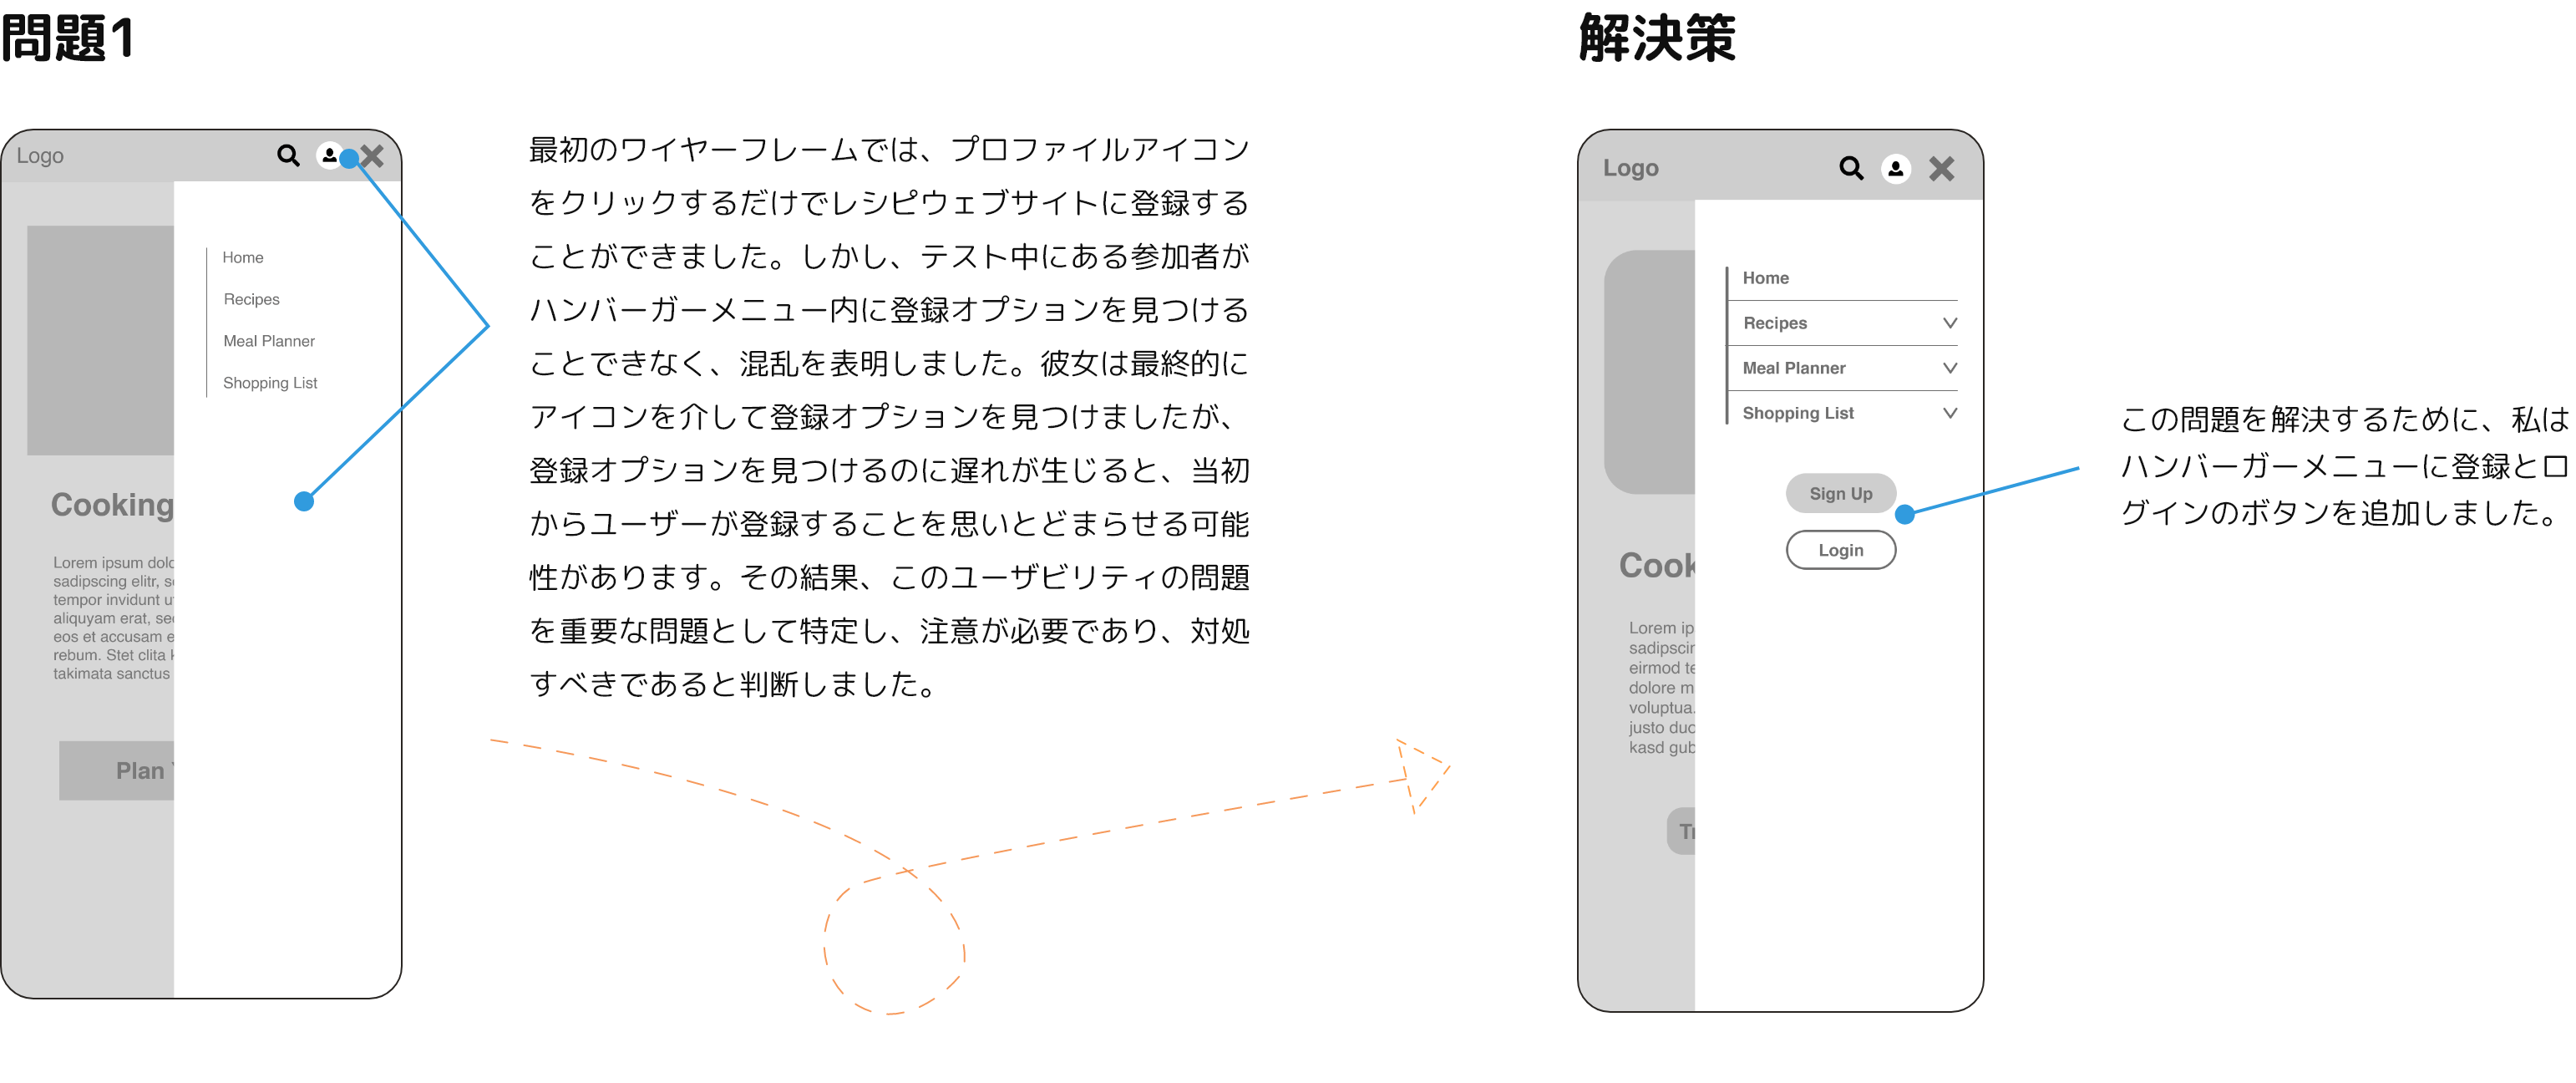 問題1
Logo
Home
Recipes
Meal Planner
Shopping List
Cooking
Lorem ipsum dolo
sadipscing elitr, s
tempor invidunt u
aliquyam erat, se
eos et accusam e
rebum. Stet clita k
takimata sanctus
Plan Y
最初のワイヤーフレームでは、プロファイルアイコン
をクリックするだけでレシピウェブサイトに登録する
ことができました。しかし、テスト中にある参加者が
ハンバーガーメニュー内に登録オプションを見つける
ことできなく、混乱を表明しました。彼女は最終的に
アイコンを介して登録オプションを見つけましたが、
登録オプションを見つけるのに遅れが生じると、当初
からユーザーが登録することを思いとどまらせる可能
性があります。その結果、このユーザビリティの問題
を重要な問題として特定し、注意が必要であり、対処
すべきであると判断しました。
解決策
Logo
Home
Recipes
Meal Planner
Shopping List
Sign Up
Login
Cook
Lorem ip
sadipscin
eirmod te
dolore m
voluptua.
justo duo
kasd gub
Tr
この問題を解決するために、私は
ハンバーガーメニューに登録とロ
グインのボタンを追加しました。